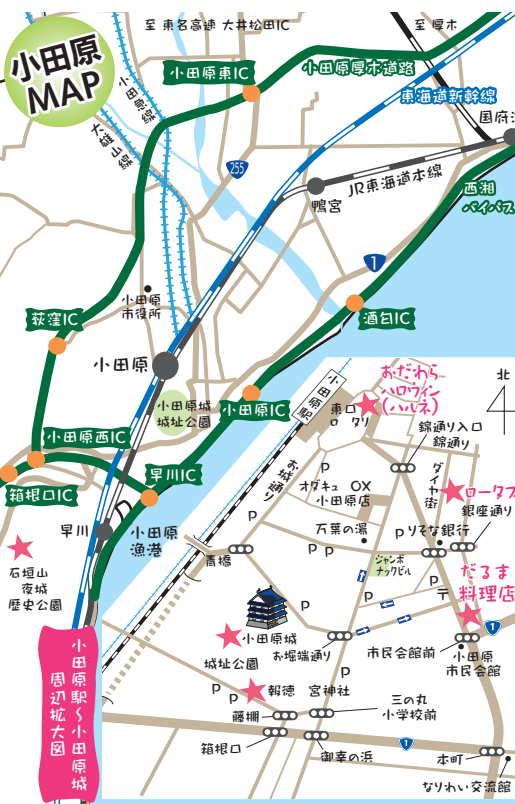 小田原
MAP
至 東名高速 大井松田IC
至 厚木
小田急線
大雄山線
小田原東IC
小田原厚木道路
東海道新幹線
国府
255
JR東海道本線
鴨宮
西湘
バイパス
1
小田原
市役所
荻窪IC
酒匂IC
小田原
小田原城
城址公園
小田原IC
小田原西IC
箱根口IC
早川IC
早川
小田原
漁港
石垣山
夜城
歴史公園
小田原駅～小田原城
周辺拡大図
小田原駅
東口
ロ タリ
おだわら
ハロウィン
(ハルネ)
北
錦通り入口
錦通り
お城通り
P
オダキュ OX
小田原店
ダイヤ街
ロータス
銀座通り
P
万葉の湯
P りそな銀行
P P
ジャンボ
ナックビル
青橋
だるま
料理店
P
P
P
〒
小田原城
城址公園
お堀端通り
市民会館前
1
小田原
市民会館
P
P
P
報徳 宮神社
藤棚
三の丸
小学校前
箱根口
御幸の浜
1
本町
なりわい交流館